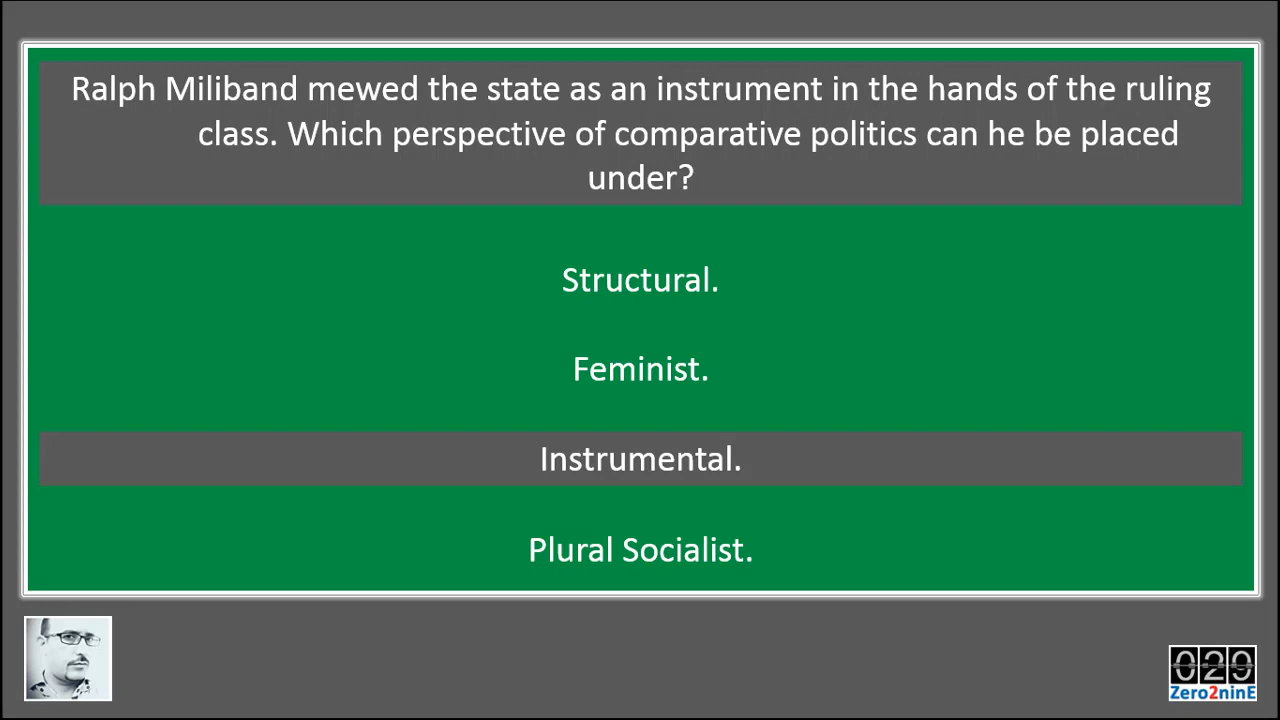 Ralph Miliband mewed the state as an instrument in the hands of the ruling
class. Which perspective of comparative politics can he be placed
under?
Structural.
Feminist.
Instrumental.
Plural Socialist.
029
Zero2ninE